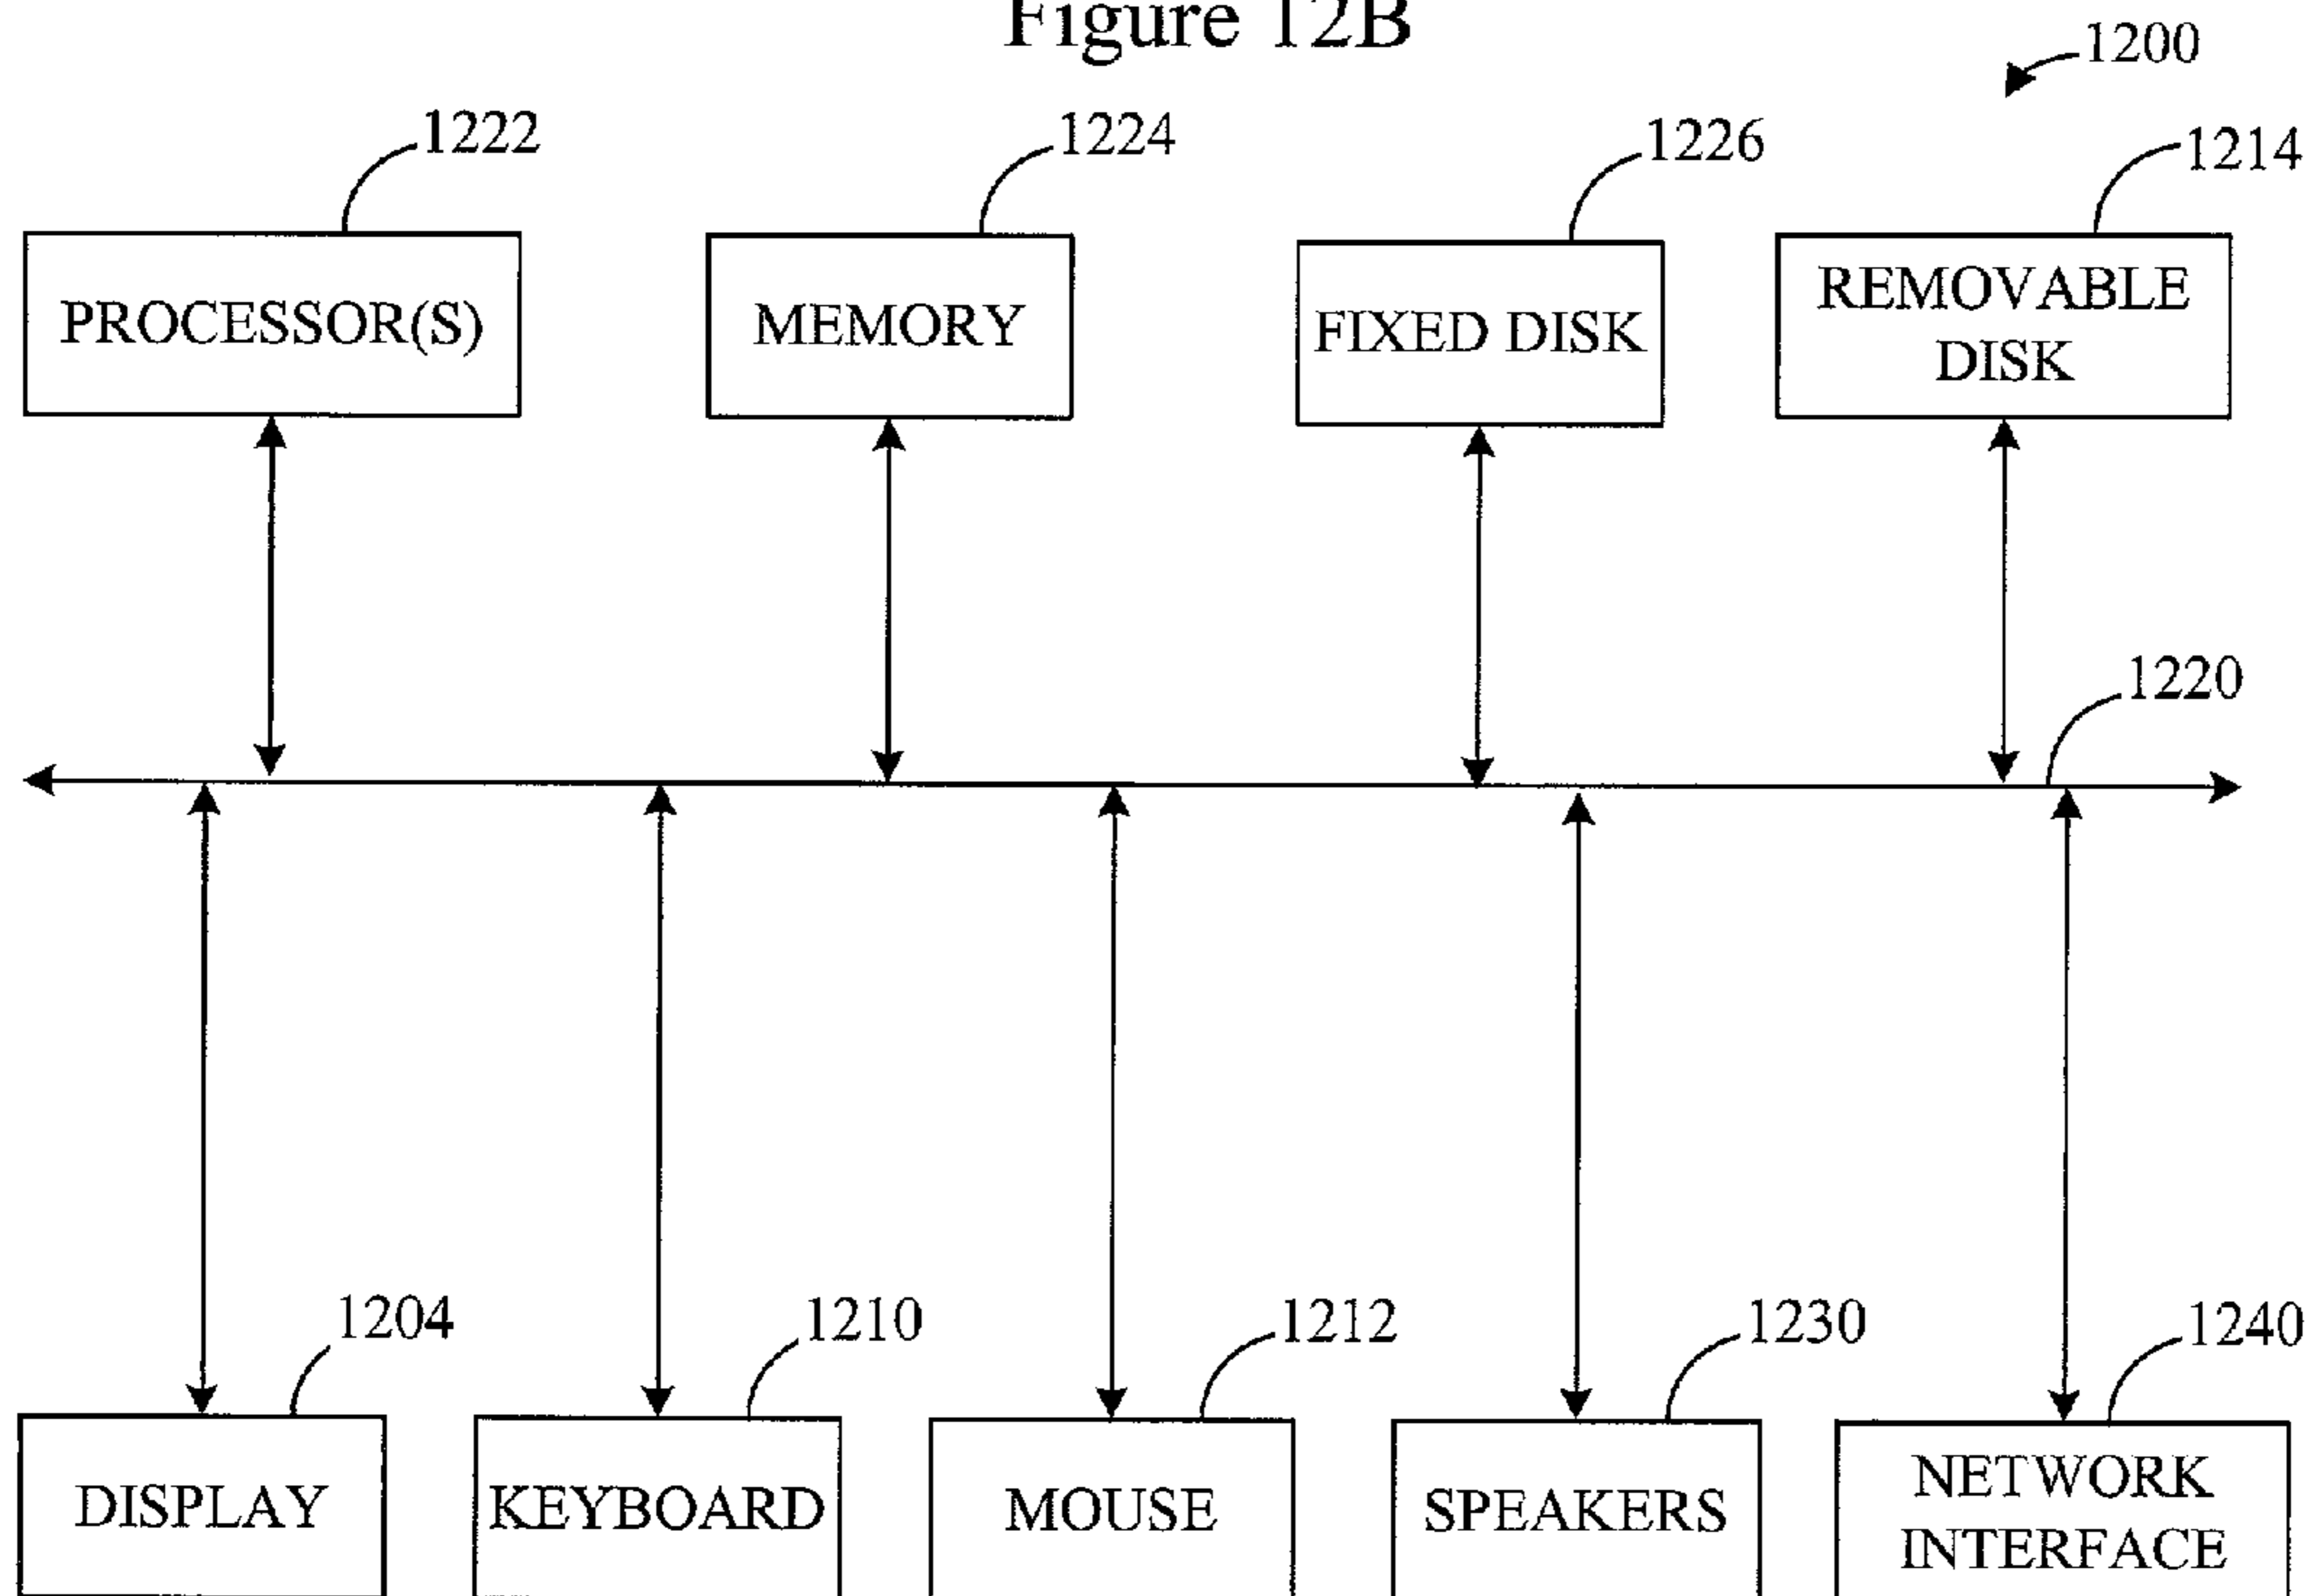 Figure 12B
1200
1222
1224
1226
1214
PROCESSOR(S)
MEMORY
FIXED DISK
REMOVABLE
DISK
1220
1204
1210
1212
1230
1240
DISPLAY
KEYBOARD
MOUSE
SPEAKERS
NETWORK
INTERFACE